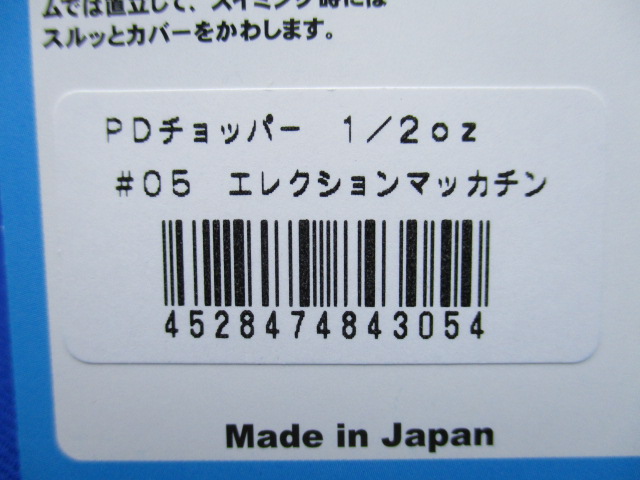 ムでは直立して、スイミング時には
スルッとカバーをかわします。
PDチョッパー 1/2oz
#05 エレクションマッカチン
4528474843054
Made in Japan